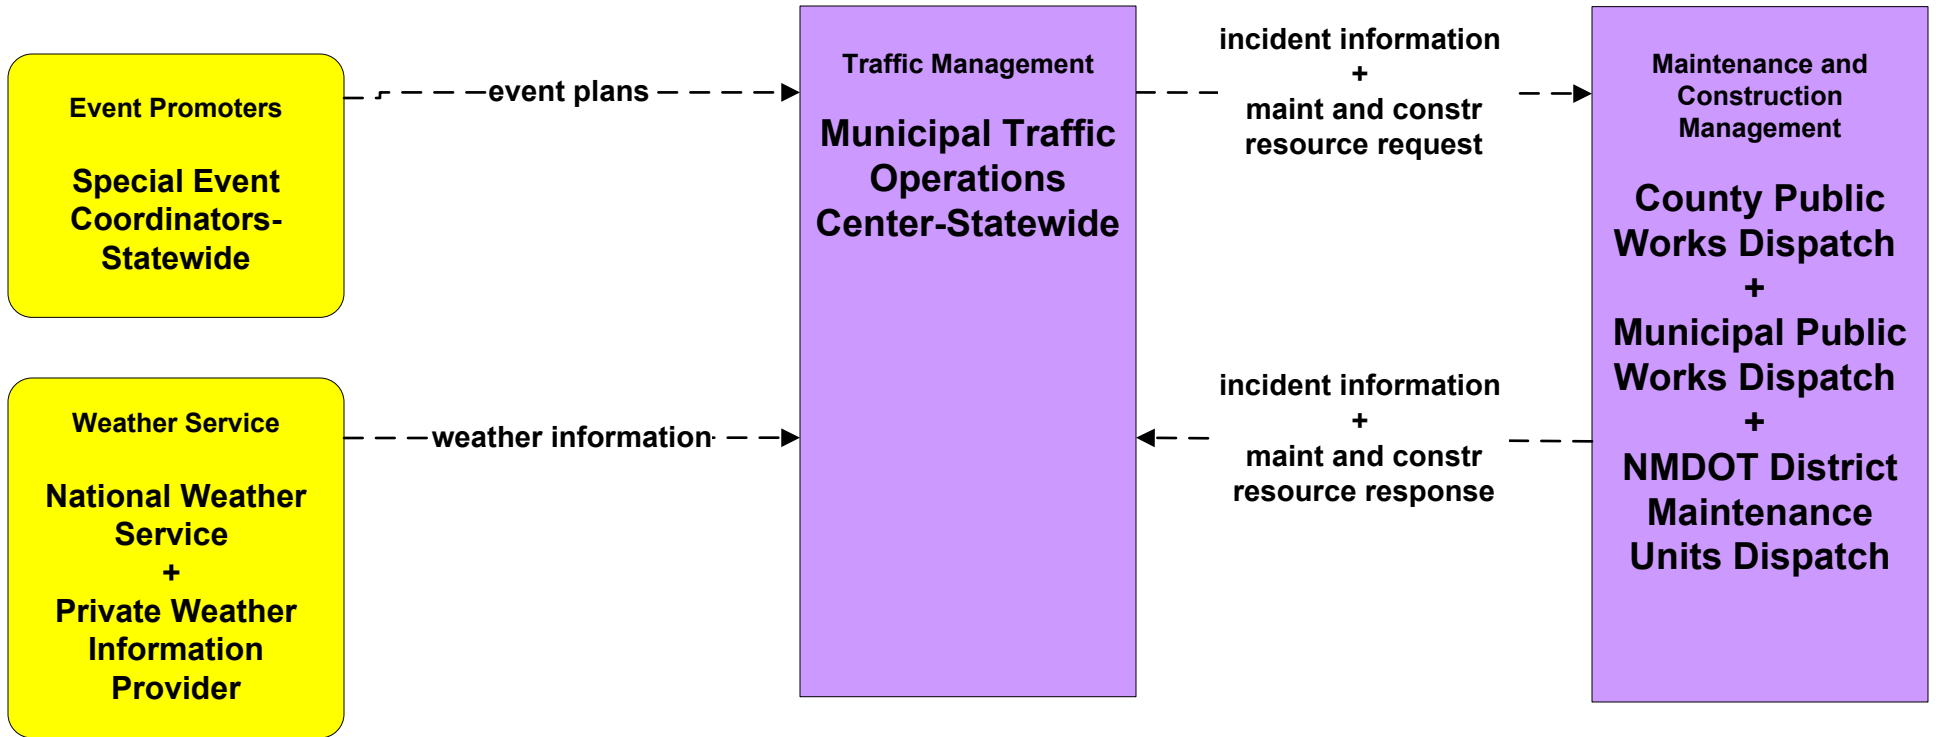 Event Promoters
Special Event
Coordinators-
Statewide
event plans
Weather Service
National Weather
Service
+
Private Weather
Information
Provider
weather information
Traffic Management
Municipal Traffic
Operations
Center-Statewide
incident information
+
maint and constr
resource request
incident information
+
maint and constr
resource response
Maintenance and
Construction
Management
County Public
Works Dispatch
+
Municipal Public
Works Dispatch
+
NMDOT District
Maintenance
Units Dispatch